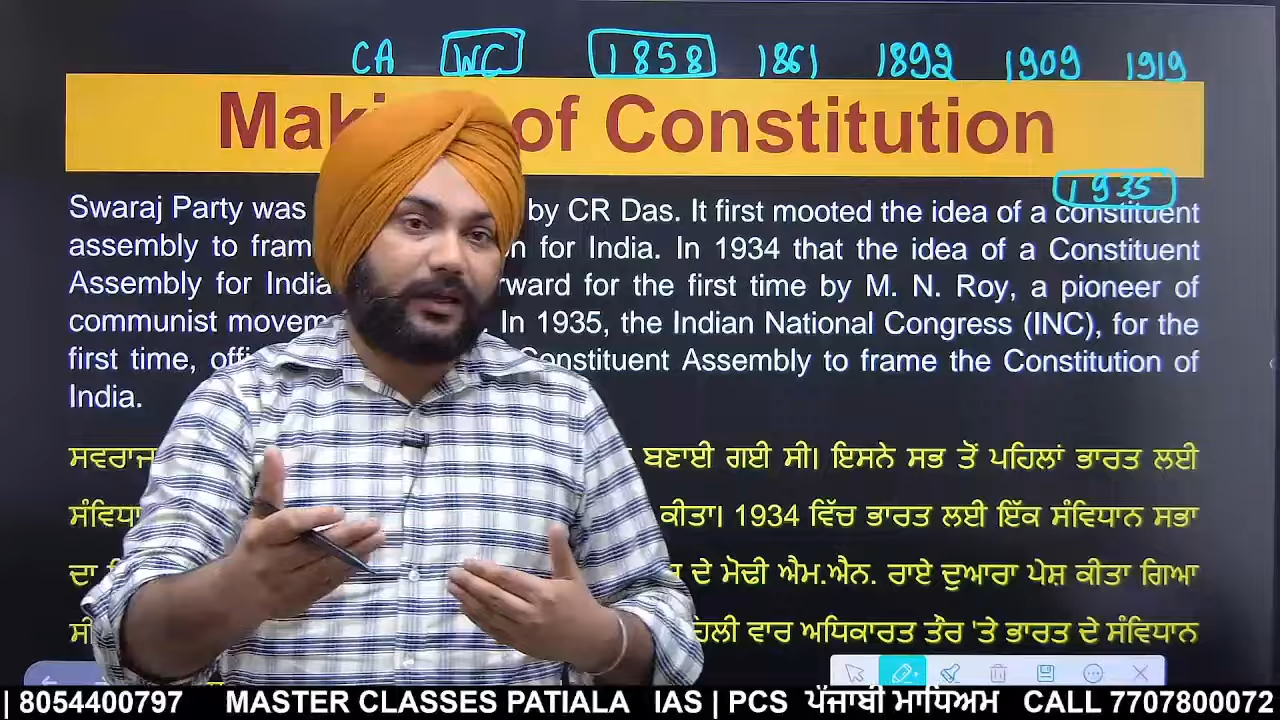 CA WC 1858 1861 1892 1909 1919
Making of Constitution
1935
Swaraj Party was by CR Das. It first mooted the idea of a constituent
assembly to fram for India. In 1934 that the idea of a Constituent
Assembly for India rward for the first time by M. N. Roy, a pioneer of
communist movem In 1935, the Indian National Congress (INC), for the
first time, offi Constituent Assembly to frame the Constitution of
India.
ਸਵਰਾਜ ਬਣਾਈ ਗਈ ਸੀ। ਇਸਨੇ ਸਭ ਤੋਂ ਪਹਿਲਾਂ ਭਾਰਤ ਲਈ
ਸੰਵਿਧਾ ਕੀਤਾ। 1934 ਵਿੱਚ ਭਾਰਤ ਲਈ ਇੱਕ ਸੰਵਿਧਾਨ ਸਭਾ
ਦਾ ਦੇ ਮੋਢੀ ਐਮ.ਐਨ. ਰਾਏ ਦੁਆਰਾ ਪੇਸ਼ ਕੀਤਾ ਗਿਆ
ਸੀ ਹਿਲੀ ਵਾਰ ਅਧਿਕਾਰਤ ਤੌਰ 'ਤੇ ਭਾਰਤ ਦੇ ਸੰਵਿਧਾਨ
| 8054400797 MASTER CLASSES PATIALA IAS | PCS ਪੰਜਾਬੀ ਮਾਧਿਅਮ CALL 7707800072